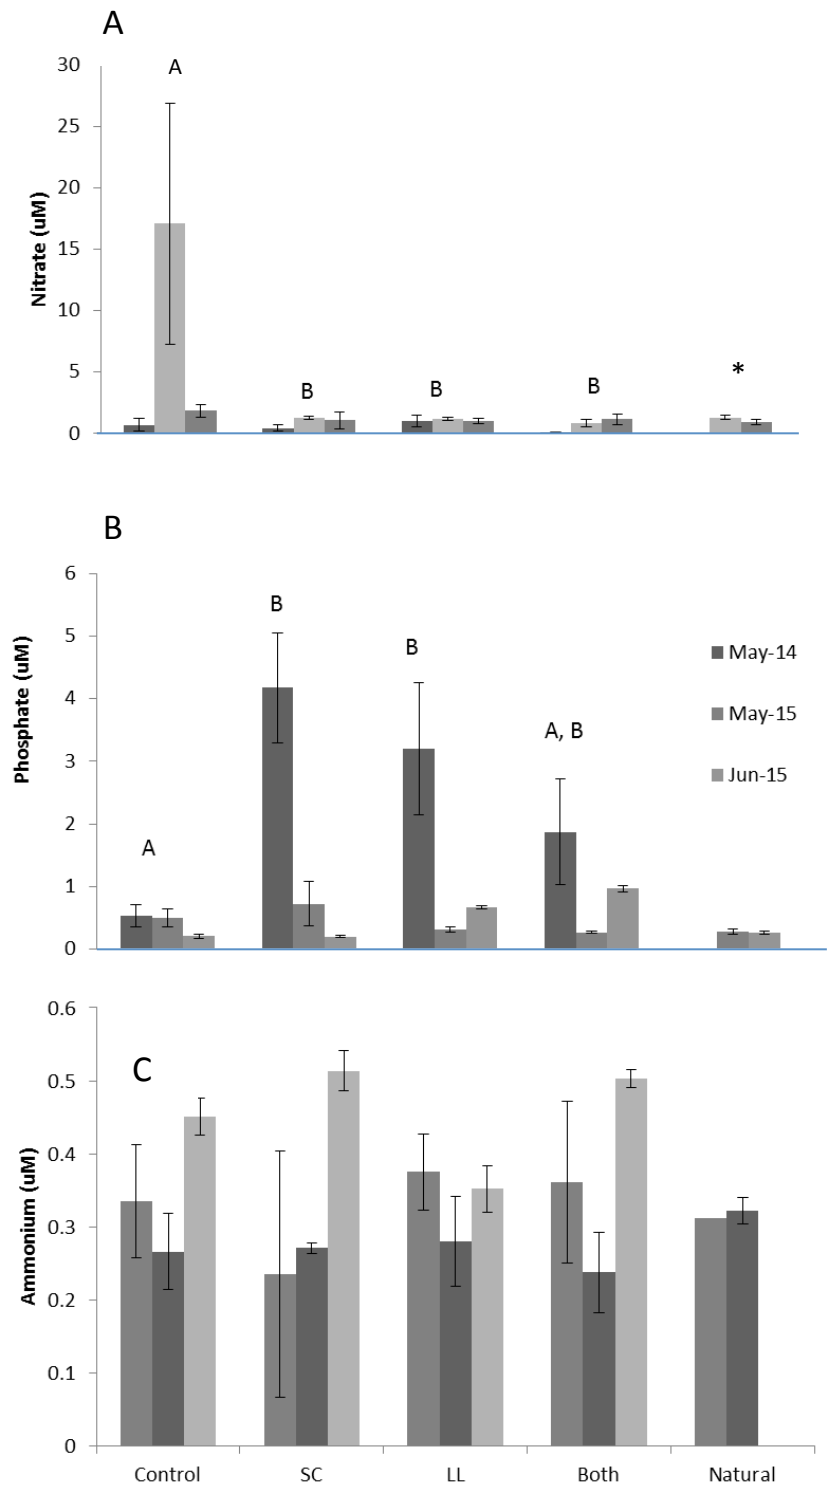 A
30
25
20
15
10
5
0
Nitrate (uM)
A
B
B
B
*
B
6
5
4
3
2
1
0
Phosphate (uM)
A
B
B
A, B
May-14
May-15
Jun-15
C
0.6
0.5
0.4
0.3
0.2
0.1
0
Ammonium (uM)
Control SC LL Both Natural